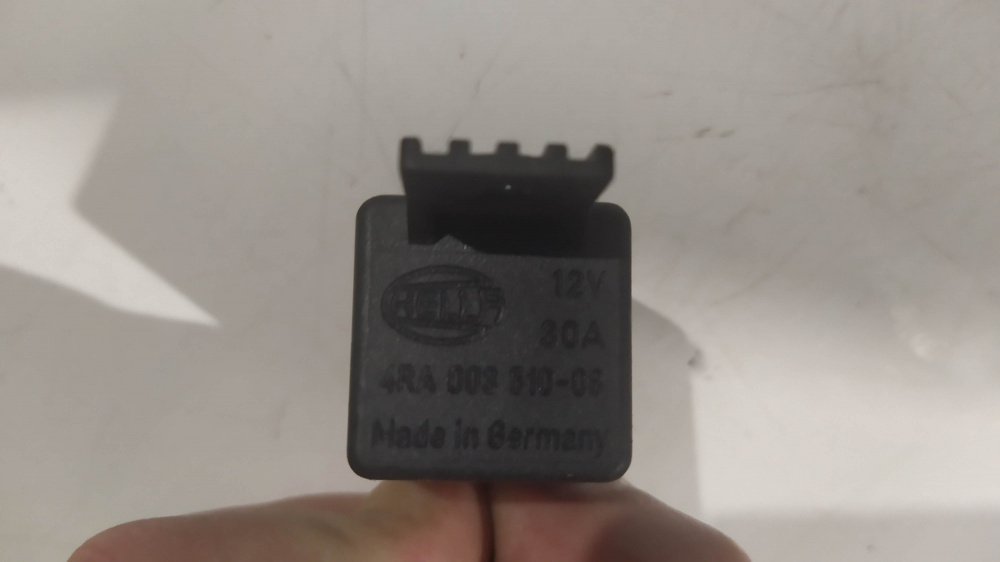 HELLA
12V
30A
4RA 003 510-08
Made in Germany